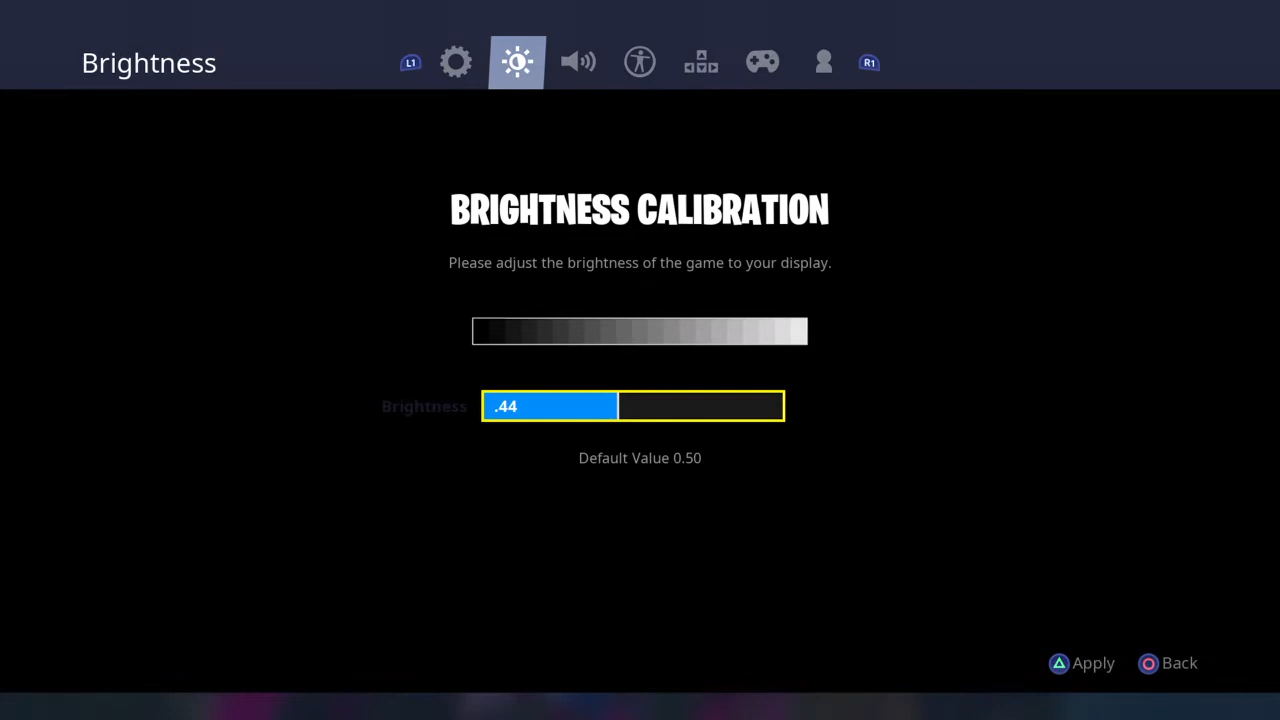 Brightness
L1
R1
BRIGHTNESS CALIBRATION
Please adjust the brightness of the game to your display.
Brightness
.44
Default Value 0.50
Apply
Back